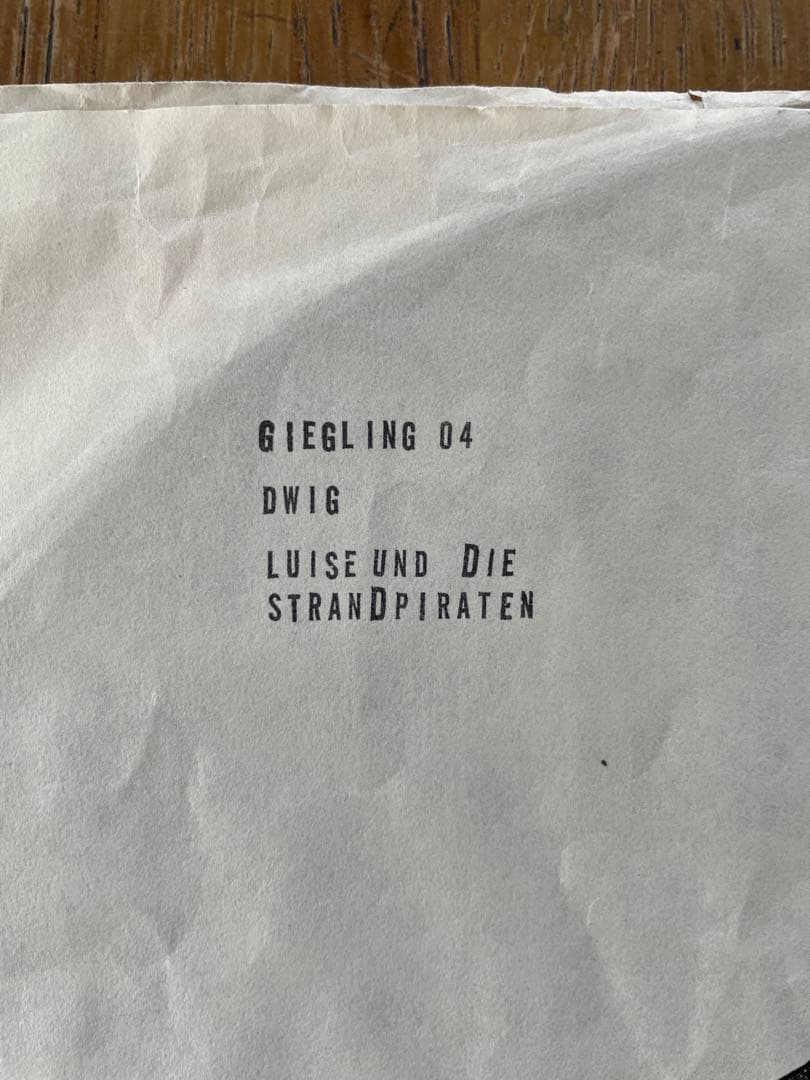 GIEGLING 04
DWIG
LUISE UND DIE
STRANDPIRATEN